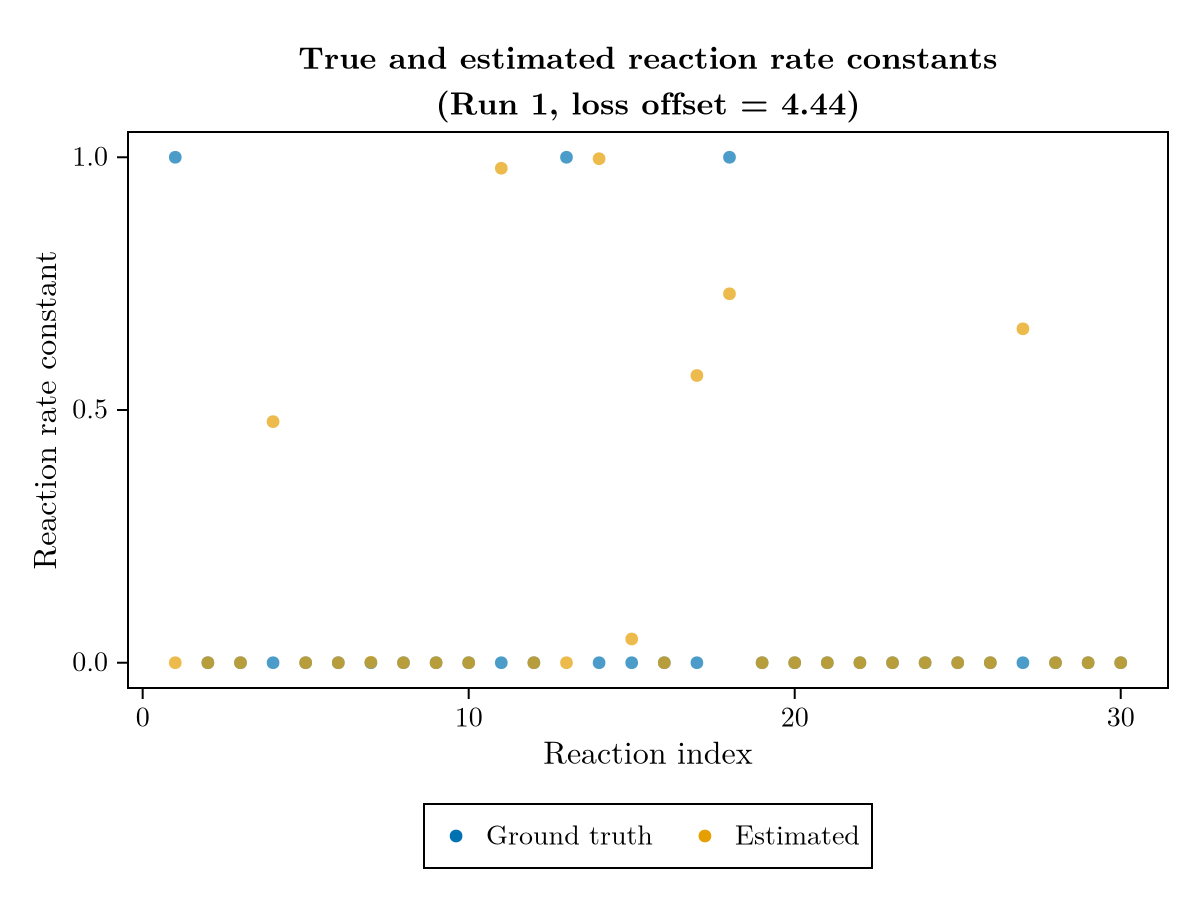 True and estimated reaction rate constants
(Run 1, loss offset = 4.44)
Reaction rate constant
1.0
0.5
0.0
0 10 20 30
Reaction index
Ground truth Estimated